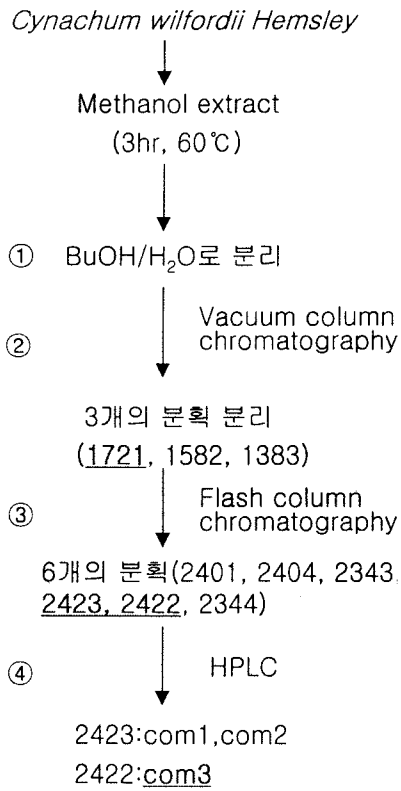 Cynachum wilfordii Hemsley
Methanol extract
(3hr, 60℃)
① BuOH/H₂O로 분리
② Vacuum column
chromatography
3개의 분획 분리
(1721, 1582, 1383)
③ Flash column
chromatography
6개의 분획(2401, 2404, 2343,
2423, 2422, 2344)
④ HPLC
2423:com1,com2
2422:com3